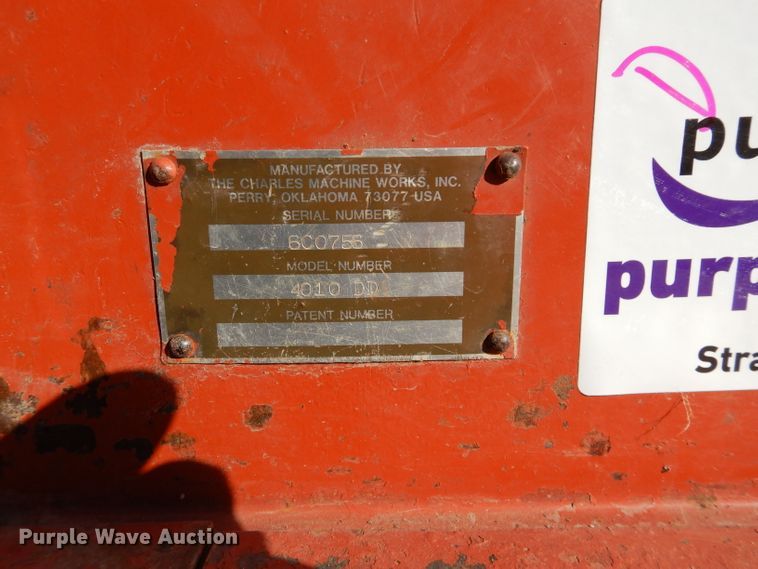 MANUFACTURED BY
THE CHARLES MACHINE WORKS, INC.
PERRY, OKLAHOMA 73077 USA
SERIAL NUMBER
MODEL NUMBER
4010 DD
PATENT NUMBER
pu
purp
Stra
Purple Wave Auction